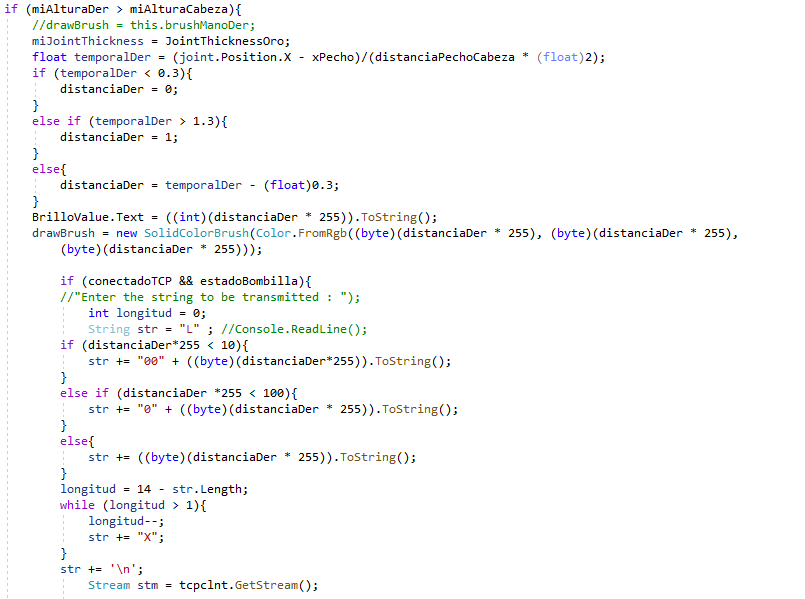 if (miAlturaDer > miAlturaCabeza){
//drawBrush = this.brushManoDer;
miJointThickness = JointThicknessOro;
float temporalDer = (joint.Position.X - xPecho)/(distanciaPechoCabeza * (float)2);
if (temporalDer < 0.3){
distanciaDer = 0;
}
else if (temporalDer > 1.3){
distanciaDer = 1;
}
else{
distanciaDer = temporalDer - (float)0.3;
}
BrilloValue.Text = ((int)(distanciaDer * 255)).ToString();
drawBrush = new SolidColorBrush(Color.FromRgb((byte)(distanciaDer * 255), (byte)(distanciaDer * 255),
(byte)(distanciaDer * 255)));
if (conectadoTCP && estadoBombilla){
//"Enter the string to be transmitted : ");
int longitud = 0;
String str = "L" ; //Console.ReadLine();
if (distanciaDer*255 < 10){
str += "00" + ((byte)(distanciaDer*255)).ToString();
}
else if (distanciaDer *255 < 100){
str += "0" + ((byte)(distanciaDer * 255)).ToString();
}
else{
str += ((byte)(distanciaDer * 255)).ToString();
}
longitud = 14 - str.Length;
while (longitud > 1){
longitud--;
str += "X";
}
str += '\n';
Stream stm = tcpclnt.GetStream();